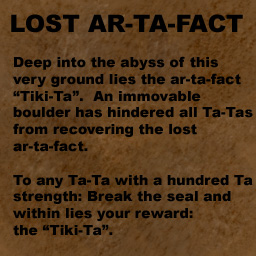 LOST AR-TA-FACT
Deep into the abyss of this
very ground lies the ar-ta-fact
“Tiki-Ta”.  An immovable
boulder has hindered all Ta-Tas
from recovering the lost
ar-ta-fact.
To any Ta-Ta with a hundred Ta
strength: Break the seal and
within lies your reward:
the “Tiki-Ta”.